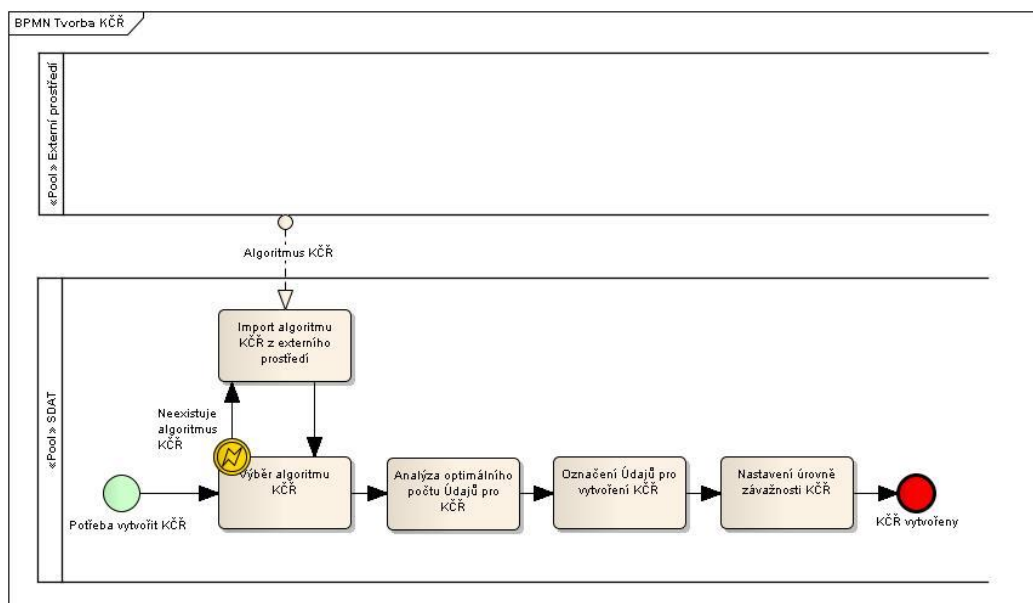 BPMN Tvorba KČŘ
«Pool» Externí prostředí
Algoritmus KČŘ
«Pool» SDAT
Import algoritmu
KČŘ z externího
prostředí
Neexistuje
algoritmus
KČŘ
Výběr algoritmu
KČŘ
Analýza optimálního
počtu Údajů pro
KČŘ
Označení Údajů pro
vytvoření KČŘ
Nastavení úrovně
závažnosti KČŘ
Potřeba vytvořit KČŘ
KČŘ vytvořeny